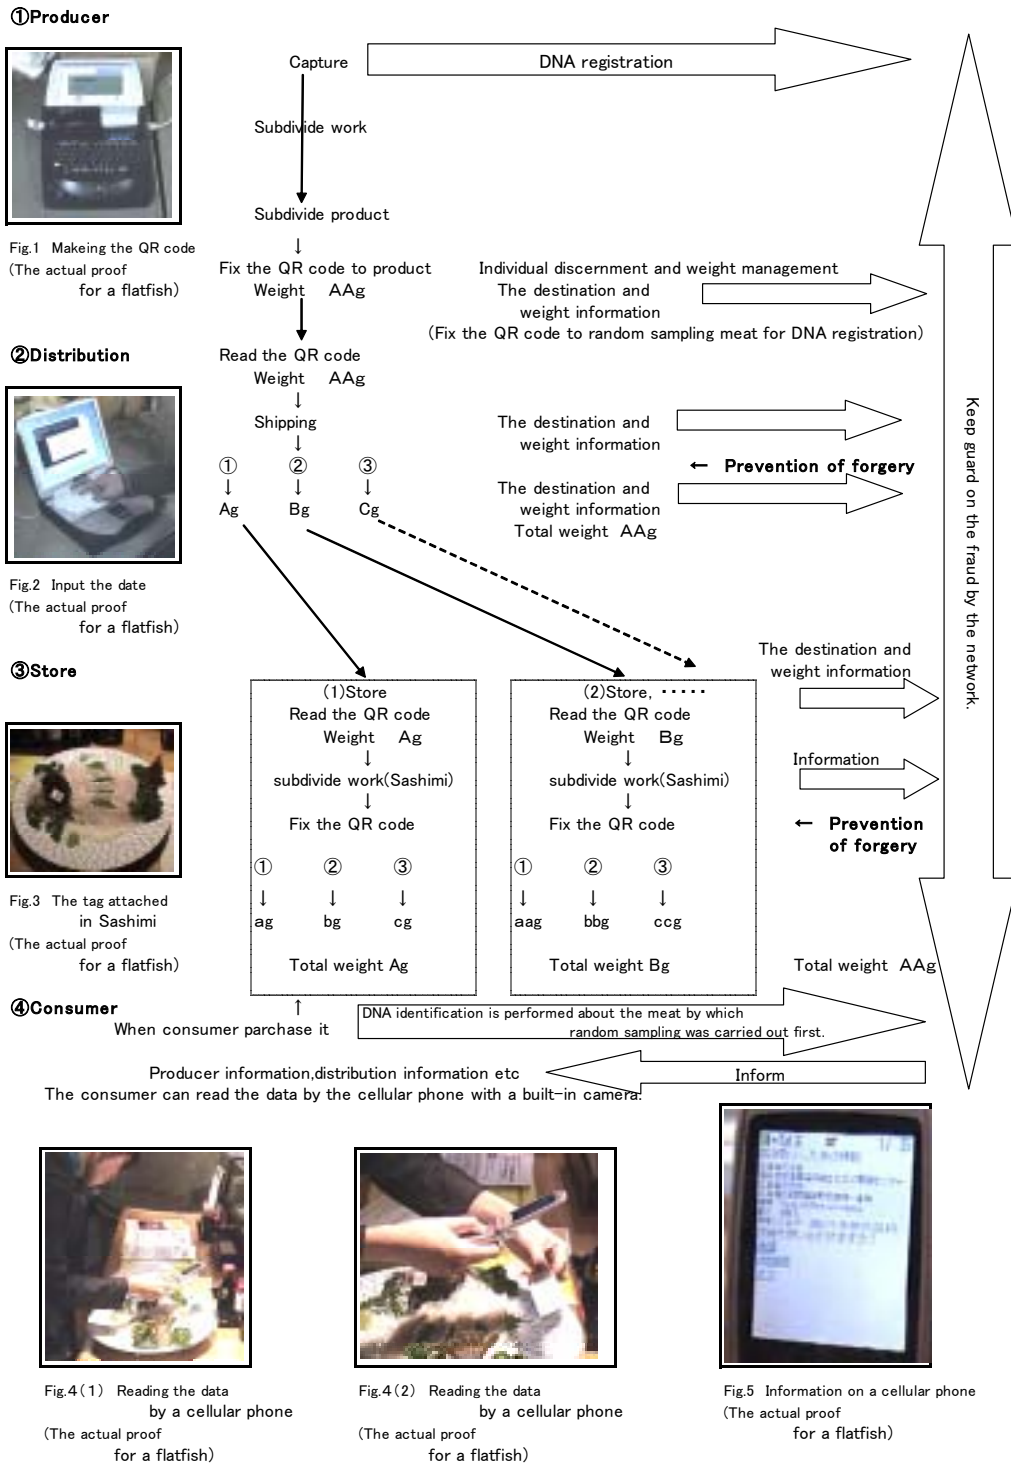 ①Producer
Capture
DNA registration
Subdivide work
Subdivide product
↓
Fig.1 Makeing the QR code
(The actual proof
for a flatfish)
Fix the QR code to product
Weight AAg
Individual discernment and weight management
The destination and
weight information
(Fix the QR code to random sampling meat for DNA registration)
②Distribution
Read the QR code
Weight AAg
↓
Shipping
↓
The destination and
weight information
① ② ③
← Prevention of forgery
↓ ↓ ↓
Ag Bg Cg
The destination and
weight information
Total weight AAg
Keep guard on the fraud by the network.
Fig.2 Input the date
(The actual proof
for a flatfish)
③Store
The destination and
weight information
(1)Store
Read the QR code
Weight Ag
↓
subdivide work(Sashimi)
↓
Fix the QR code
① ② ③
↓ ↓ ↓
ag bg cg
Total weight Ag
(2)Store, ・・・・・
Read the QR code
Weight Bg
↓
subdivide work(Sashimi)
↓
Fix the QR code
① ② ③
↓ ↓ ↓
aag bbg ccg
Total weight Bg
Information
← Prevention
of forgery
Total weight AAg
Fig.3 The tag attached
in Sashimi
(The actual proof
for a flatfish)
④Consumer
↑
When consumer parchase it
DNA identification is performed about the meat by which
random sampling was carried out first.
Producer information,distribution information etc
Inform
The consumer can read the data by the cellular phone with a built-in camera.
Fig.4(1) Reading the data
by a cellular phone
(The actual proof
for a flatfish)
Fig.4(2) Reading the data
by a cellular phone
(The actual proof
for a flatfish)
Fig.5 Information on a cellular phone
(The actual proof
for a flatfish)